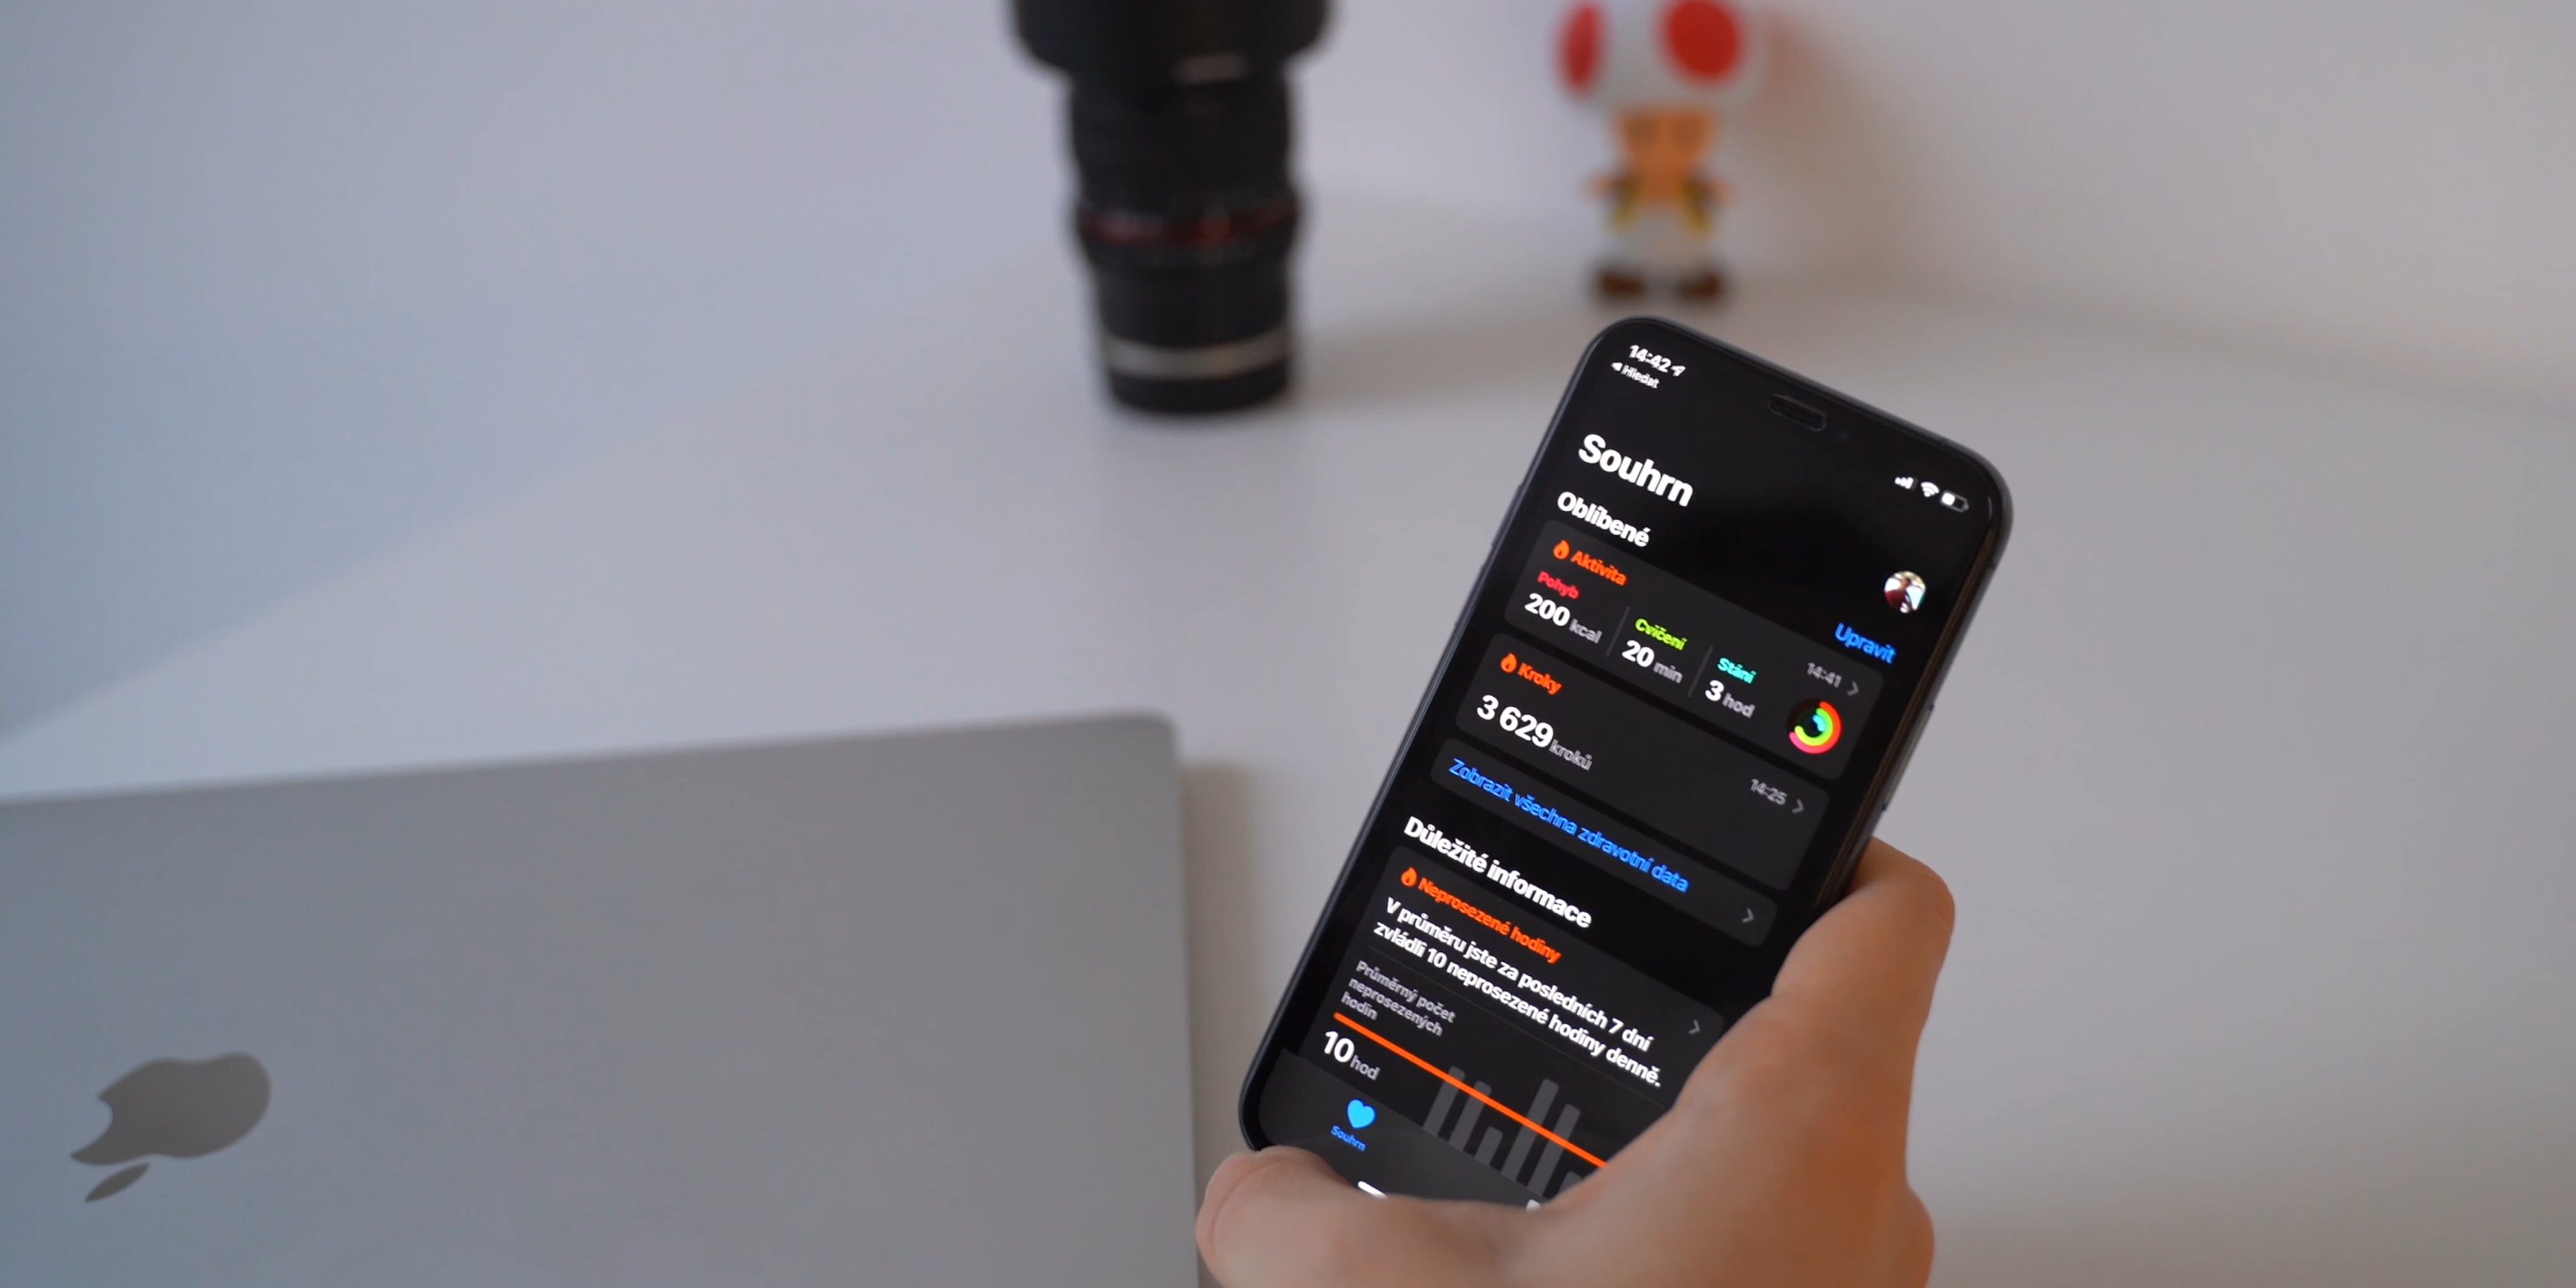 14:42
Hledat
Souhrn
Oblíbené
Upravit
Aktivita
14:41
Pohyb
200 kcal
Cvičení
20 min
Stání
3 hod
Kroky
14:25
3 629 kroků
Zobrazit všechna zdravotní data
Důležité informace
Neprosezené hodiny
V průměru jste za posledních 7 dní
zvládli 10 neprosezené hodiny denně.
Průměrný počet
neprosezených
hodin
10 hod
Souhrn